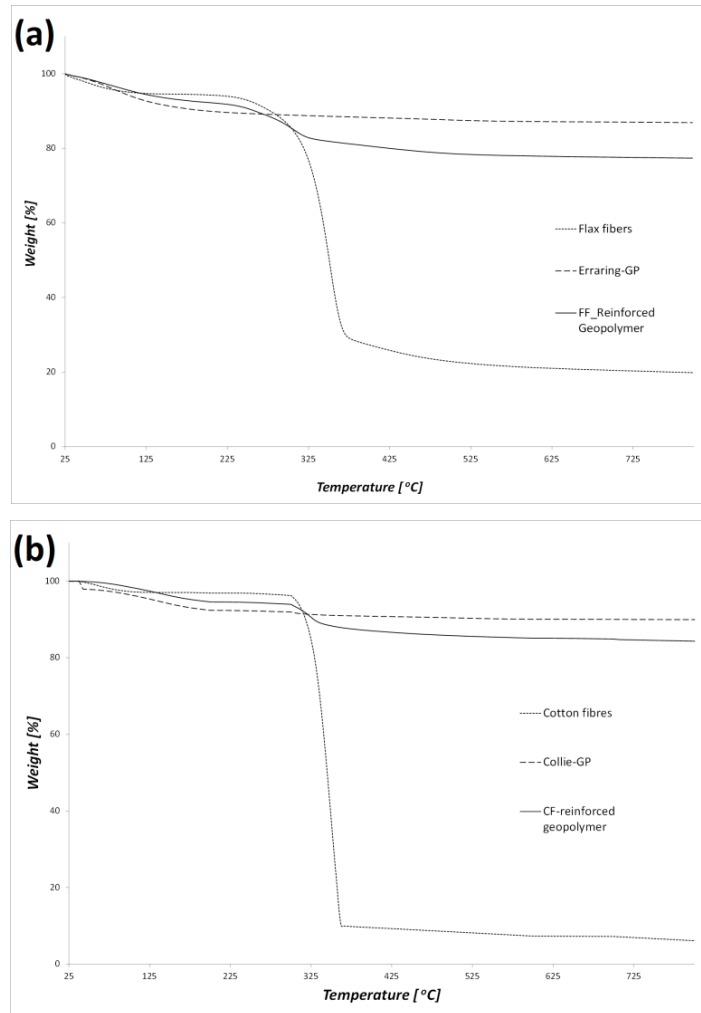 (a)
100
80
60
40
20
0
Weight [%]
Flax fibers
Erraring-GP
FF_Reinforced
Geopolymer
25 125 225 325 425 525 625 725
Temperature [°C]
(b)
100
80
60
40
20
0
Weight [%]
Cotton fibres
Collie-GP
CF-reinforced
geopolymer
25 125 225 325 425 525 625 725
Temperature [°C]